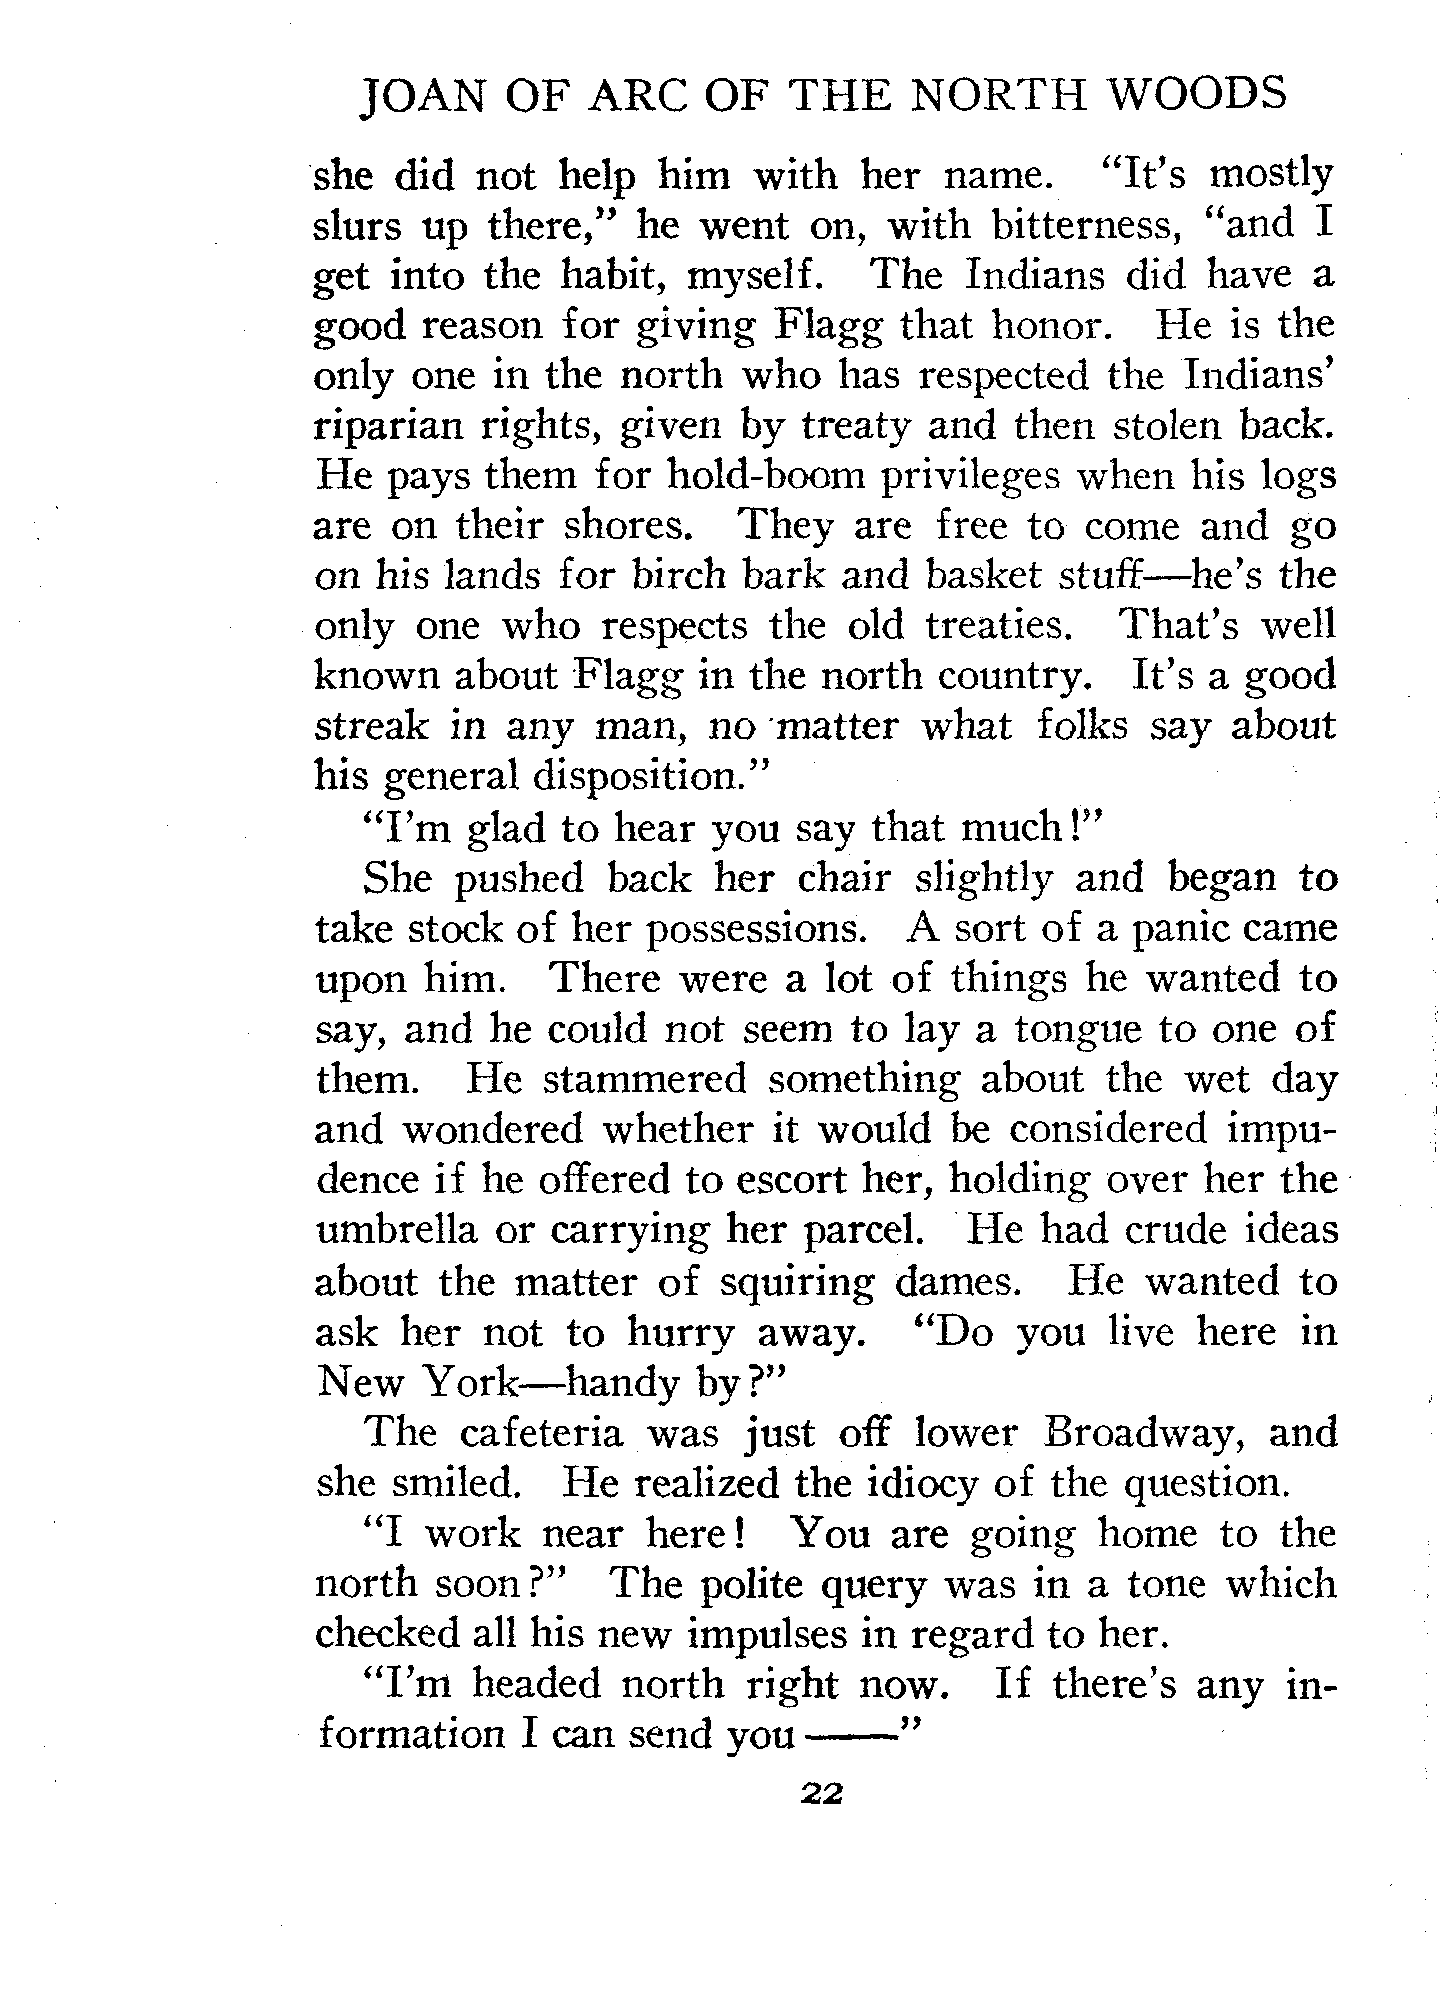 JOAN OF ARC OF THE NORTH WOODS
she did not help him with her name. “It’s mostly
slurs up there,” he went on, with bitterness, “and I
get into the habit, myself. The Indians did have a
good reason for giving Flagg that honor. He is the
only one in the north who has respected the Indians’
riparian rights, given by treaty and then stolen back.
He pays them for hold-boom privileges when his logs
are on their shores. They are free to come and go
on his lands for birch bark and basket stuff—he’s the
only one who respects the old treaties. That’s well
known about Flagg in the north country. It’s a good
streak in any man, no matter what folks say about
his general disposition.”
“I’m glad to hear you say that much!”
She pushed back her chair slightly and began to
take stock of her possessions. A sort of a panic came
upon him. There were a lot of things he wanted to
say, and he could not seem to lay a tongue to one of
them. He stammered something about the wet day
and wondered whether it would be considered impu-
dence if he offered to escort her, holding over her the
umbrella or carrying her parcel. He had crude ideas
about the matter of squiring dames. He wanted to
ask her not to hurry away. “Do you live here in
New York—handy by?”
The cafeteria was just off lower Broadway, and
she smiled. He realized the idiocy of the question.
“I work near here! You are going home to the
north soon?” The polite query was in a tone which
checked all his new impulses in regard to her.
“I’m headed north right now. If there’s any in-
formation I can send you ——”
22